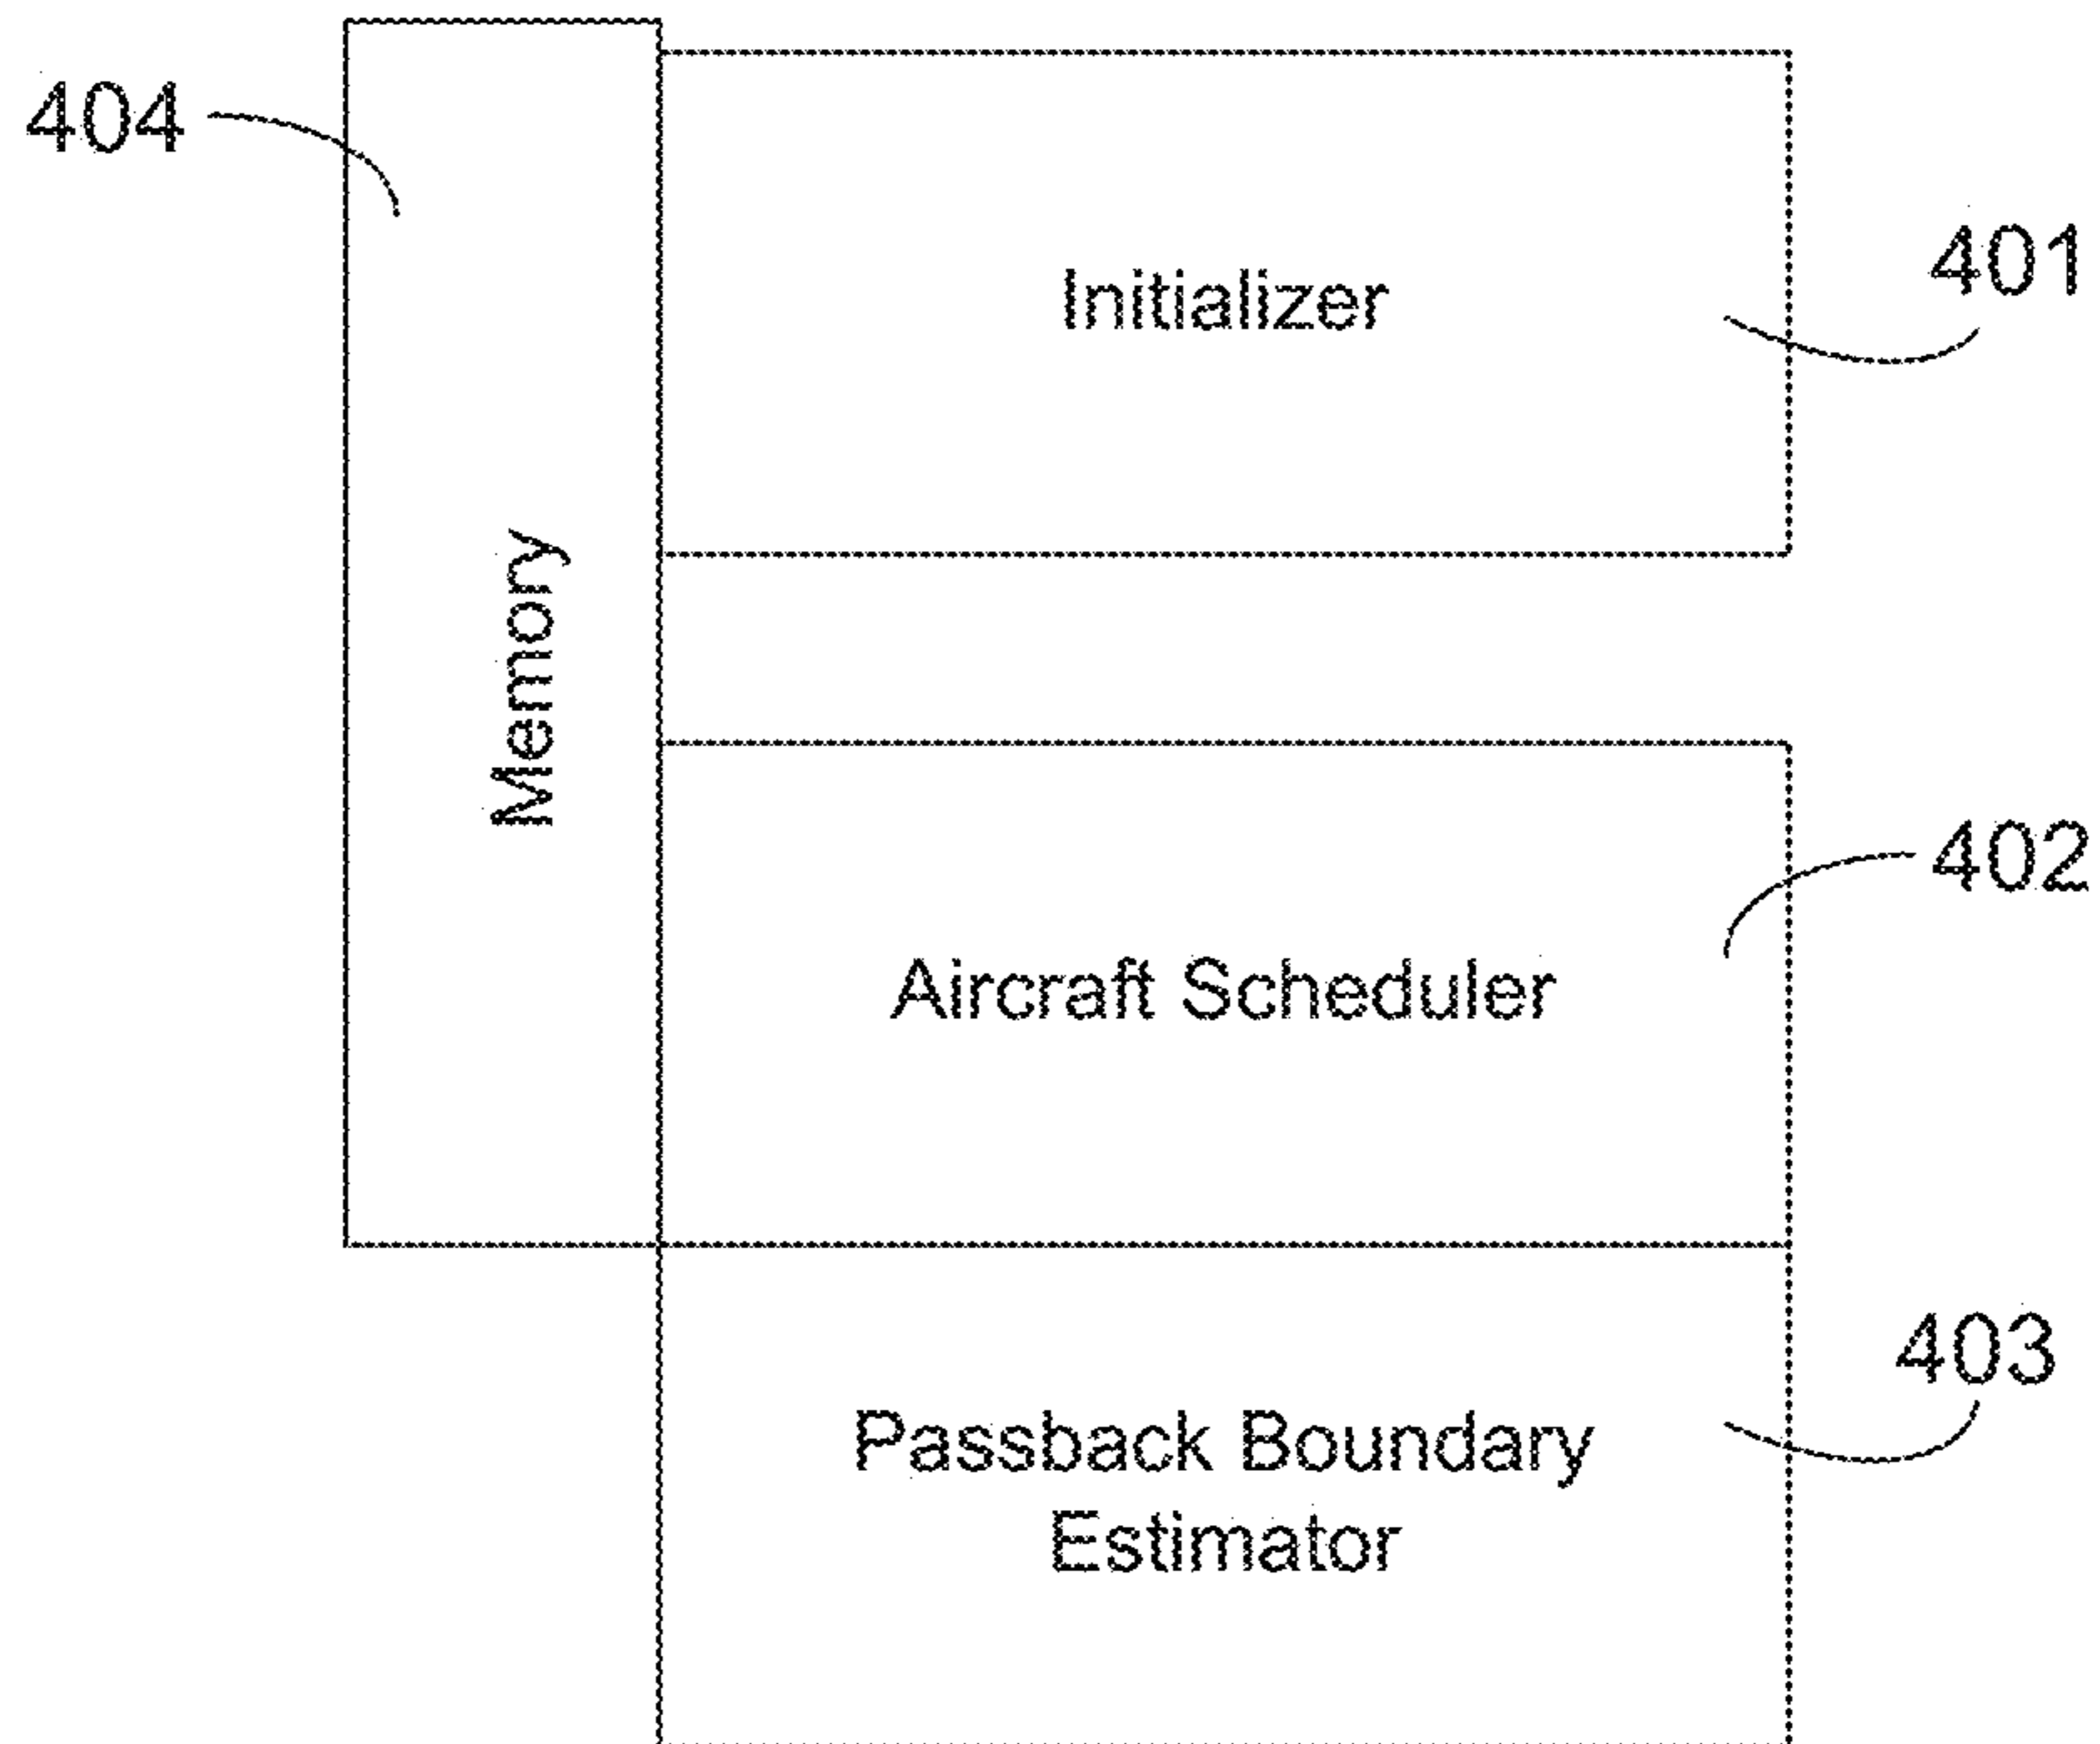 404
Initializer
401
Memory
402
Aircraft Scheduler
403
Passback Boundary
Estimator